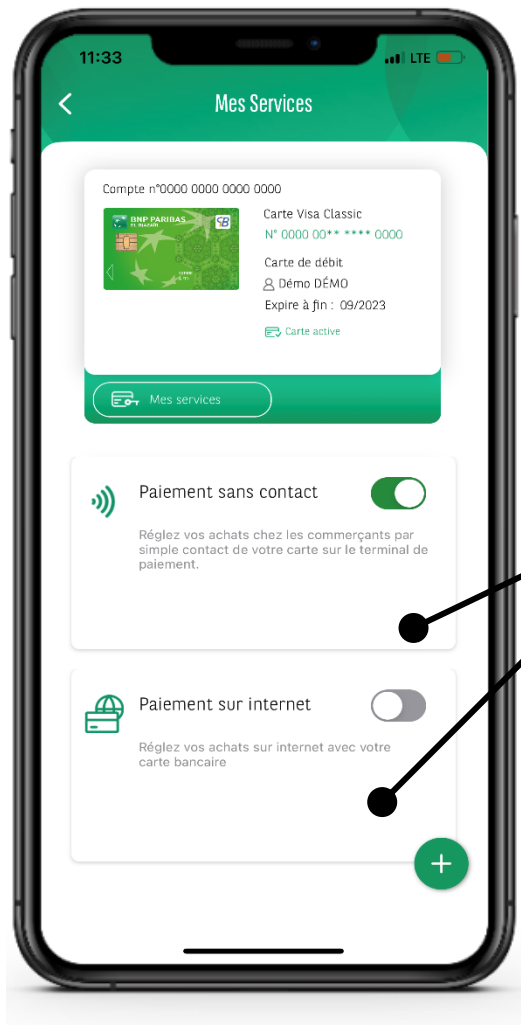 11:33
LTE
Mes Services
Compte n°0000 0000 0000 0000
BNP PARIBAS
EL DJAZAÏR
SB
Carte Visa Classic
N° 0000 00** **** 0000
Carte de débit
Démo DÉMO
Expire à fin : 09/2023
Carte active
Mes services
Paiement sans contact
Réglez vos achats chez les commerçants par
simple contact de votre carte sur le terminal de
paiement.
Paiement sur internet
Réglez vos achats sur internet avec votre
carte bancaire
+